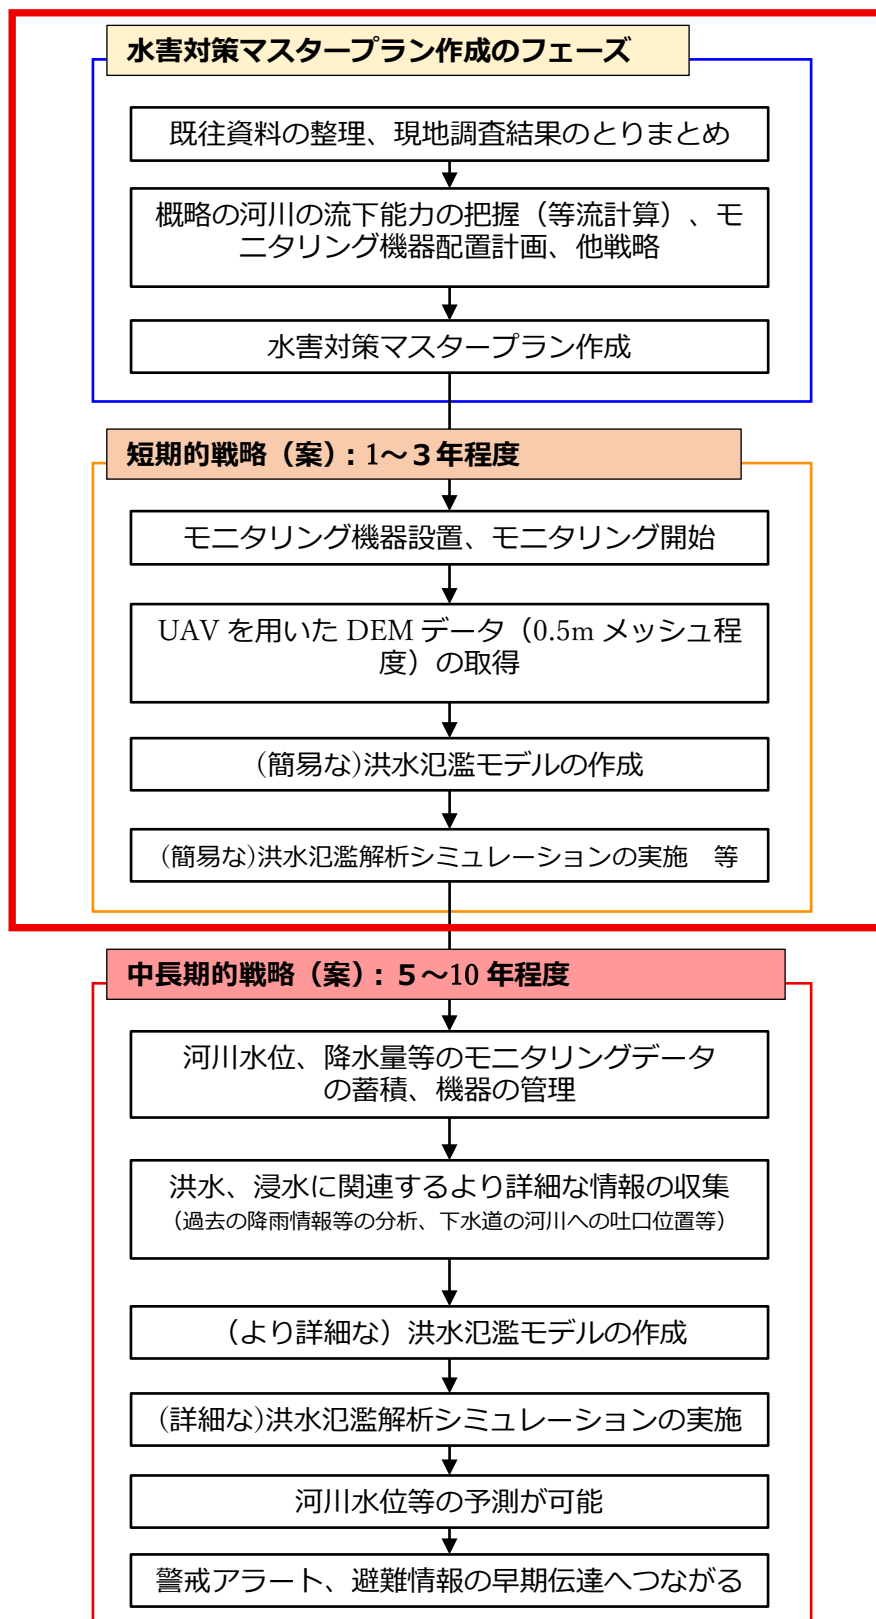 水害対策マスタープラン作成のフェーズ
既往資料の整理、現地調査結果のとりまとめ
概略の河川の流下能力の把握（等流計算）、モ
ニタリング機器配置計画、他戦略
水害対策マスタープラン作成
短期的戦略（案）：1～３年程度
モニタリング機器設置、モニタリング開始
UAV を用いた DEM データ（0.5m メッシュ程
度）の取得
(簡易な)洪水氾濫モデルの作成
(簡易な)洪水氾濫解析シミュレーションの実施　等
中長期的戦略（案）：５～10 年程度
河川水位、降水量等のモニタリングデータ
の蓄積、機器の管理
洪水、浸水に関連するより詳細な情報の収集
（過去の降雨情報等の分析、下水道の河川への吐口位置等）
（より詳細な）洪水氾濫モデルの作成
(詳細な)洪水氾濫解析シミュレーションの実施
河川水位等の予測が可能
警戒アラート、避難情報の早期伝達へつながる